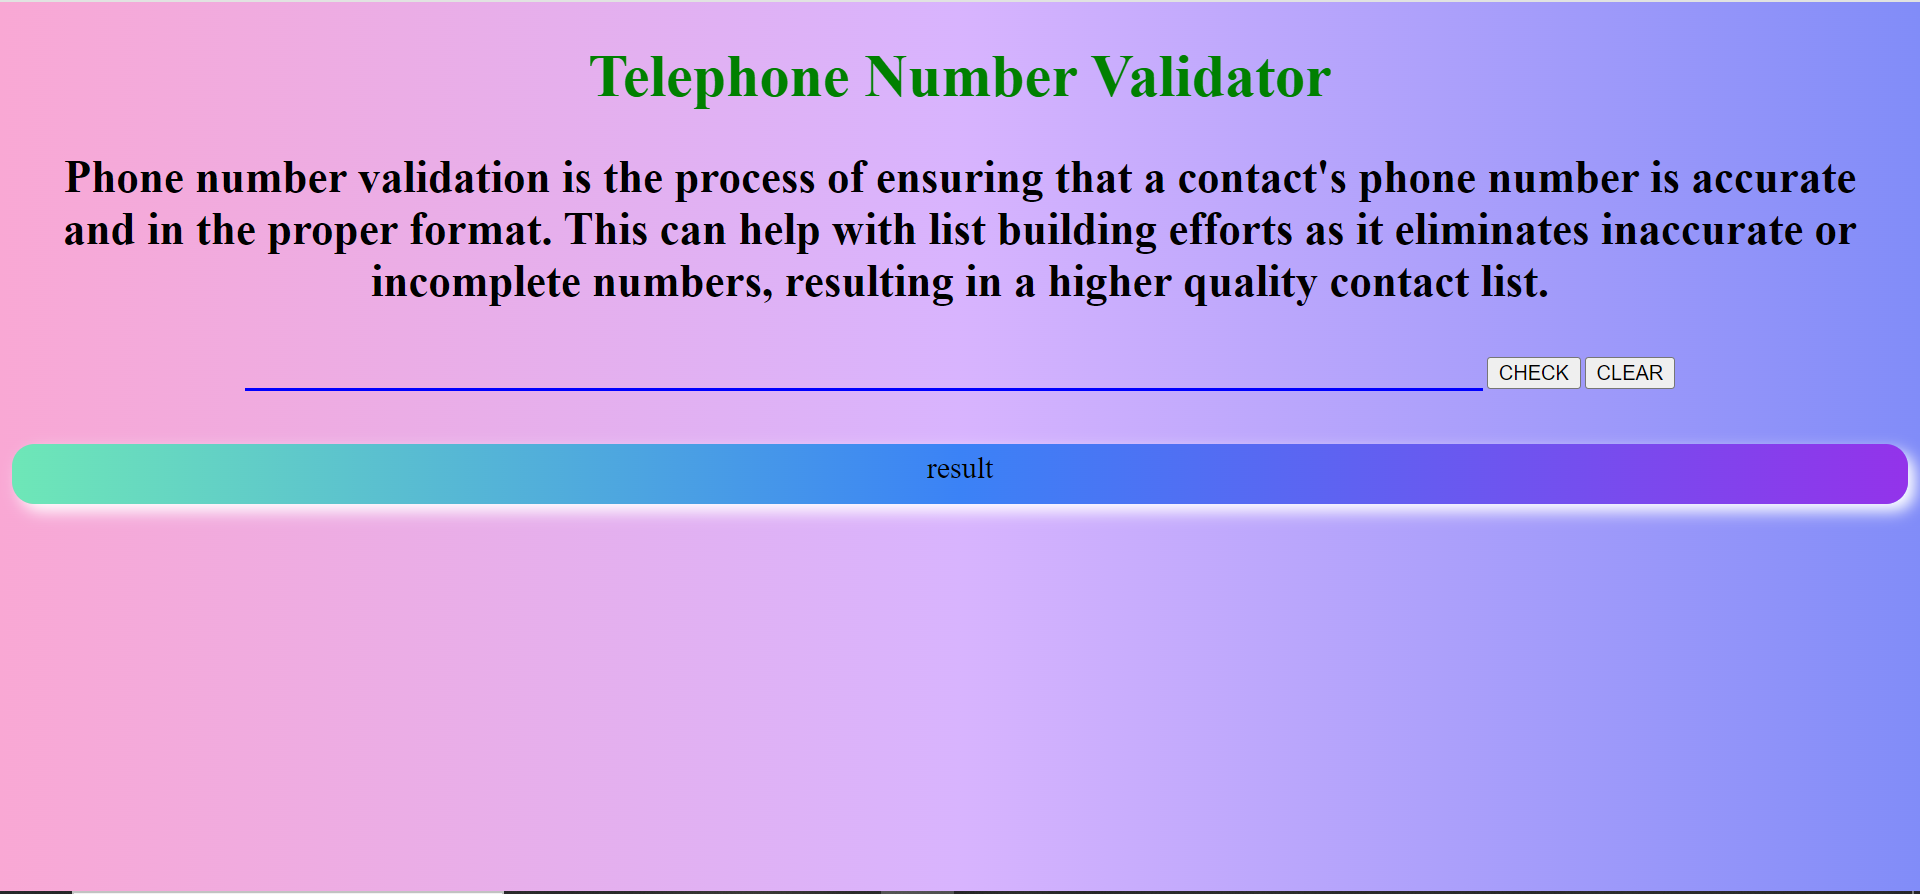 Telephone Number Validator
Phone number validation is the process of ensuring that a contact's phone number is accurate
and in the proper format. This can help with list building efforts as it eliminates inaccurate or
incomplete numbers, resulting in a higher quality contact list.
CHECK CLEAR
result